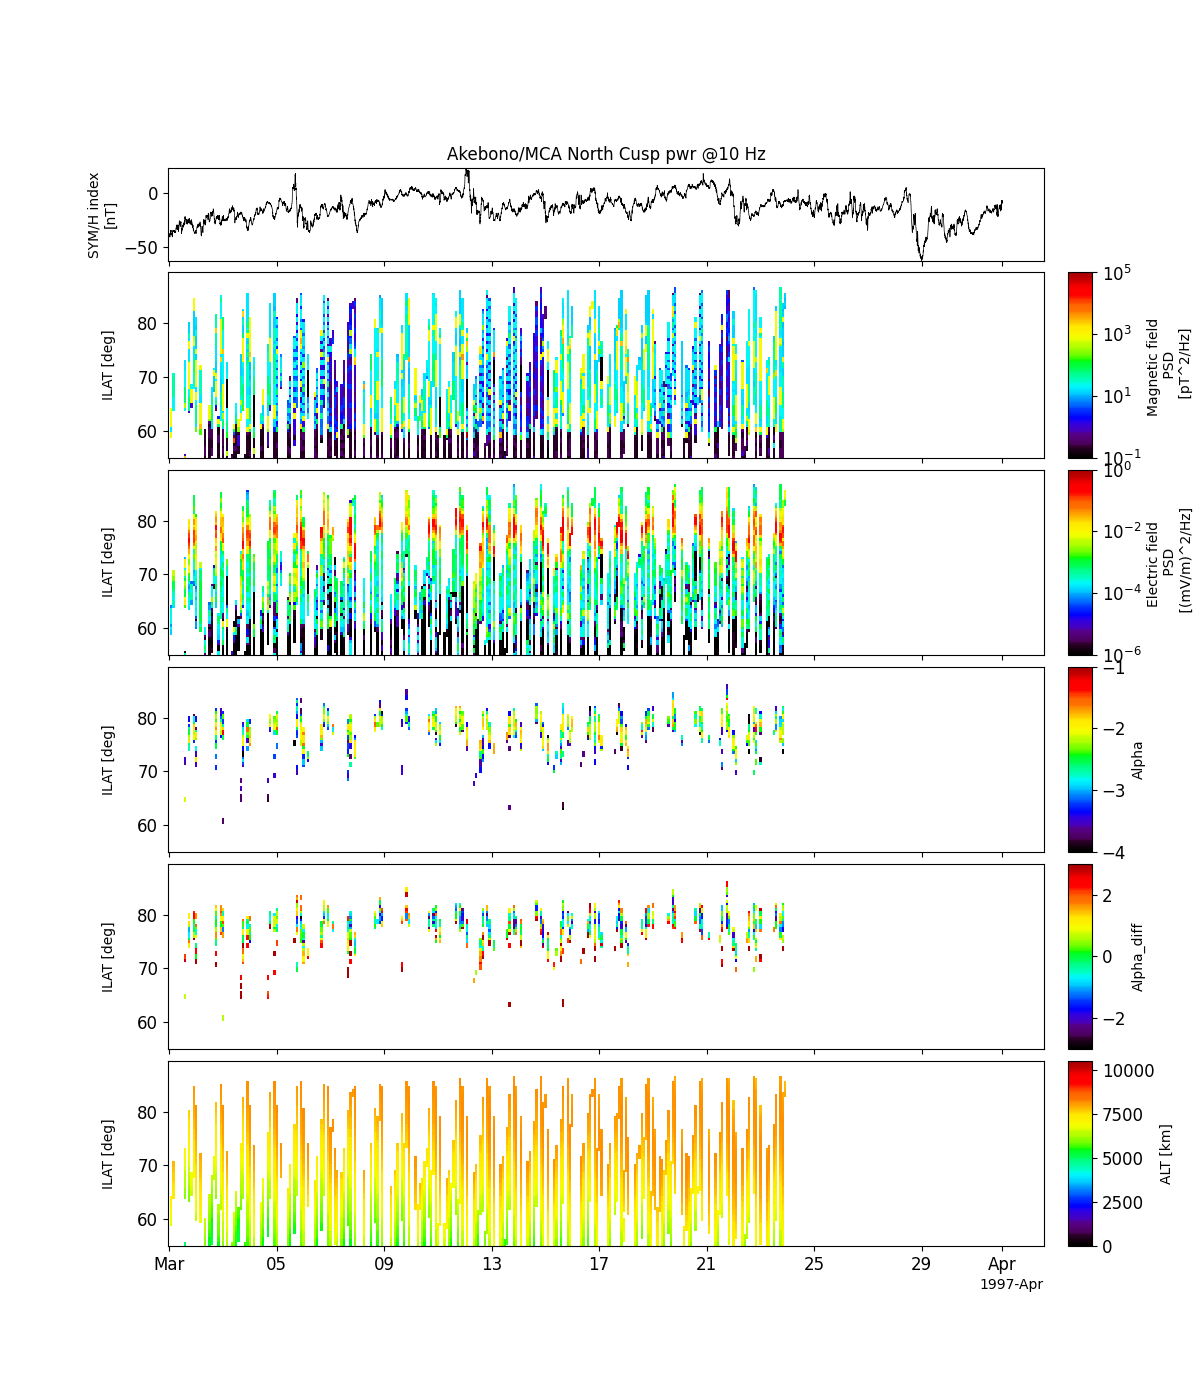 Akebono/MCA North Cusp pwr @10 Hz
SYM/H index
[nT]
0
−50
ILAT [deg]
80
70
60
10^5
10^3
10^1
10^−1
Magnetic field
PSD
[pT^2/Hz]
ILAT [deg]
80
70
60
10^0
10^−2
10^−4
10^−6
Electric field
PSD
[(mV/m)^2/Hz]
ILAT [deg]
80
70
60
−1
−2
−3
−4
Alpha
ILAT [deg]
80
70
60
2
0
−2
Alpha_diff
ILAT [deg]
80
70
60
10000
7500
5000
2500
0
ALT [km]
Mar 05 09 13 17 21 25 29 Apr
1997-Apr